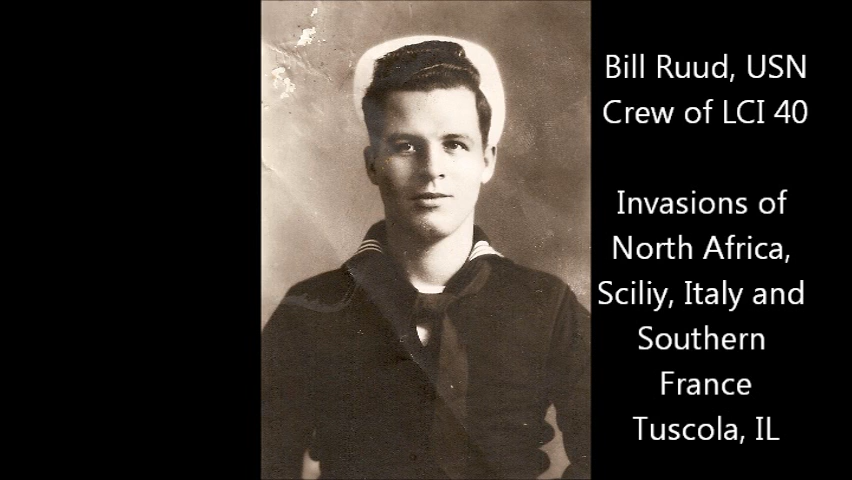 Bill Ruud, USN
Crew of LCI 40
Invasions of
North Africa,
Sciliy, Italy and
Southern
France
Tuscola, IL